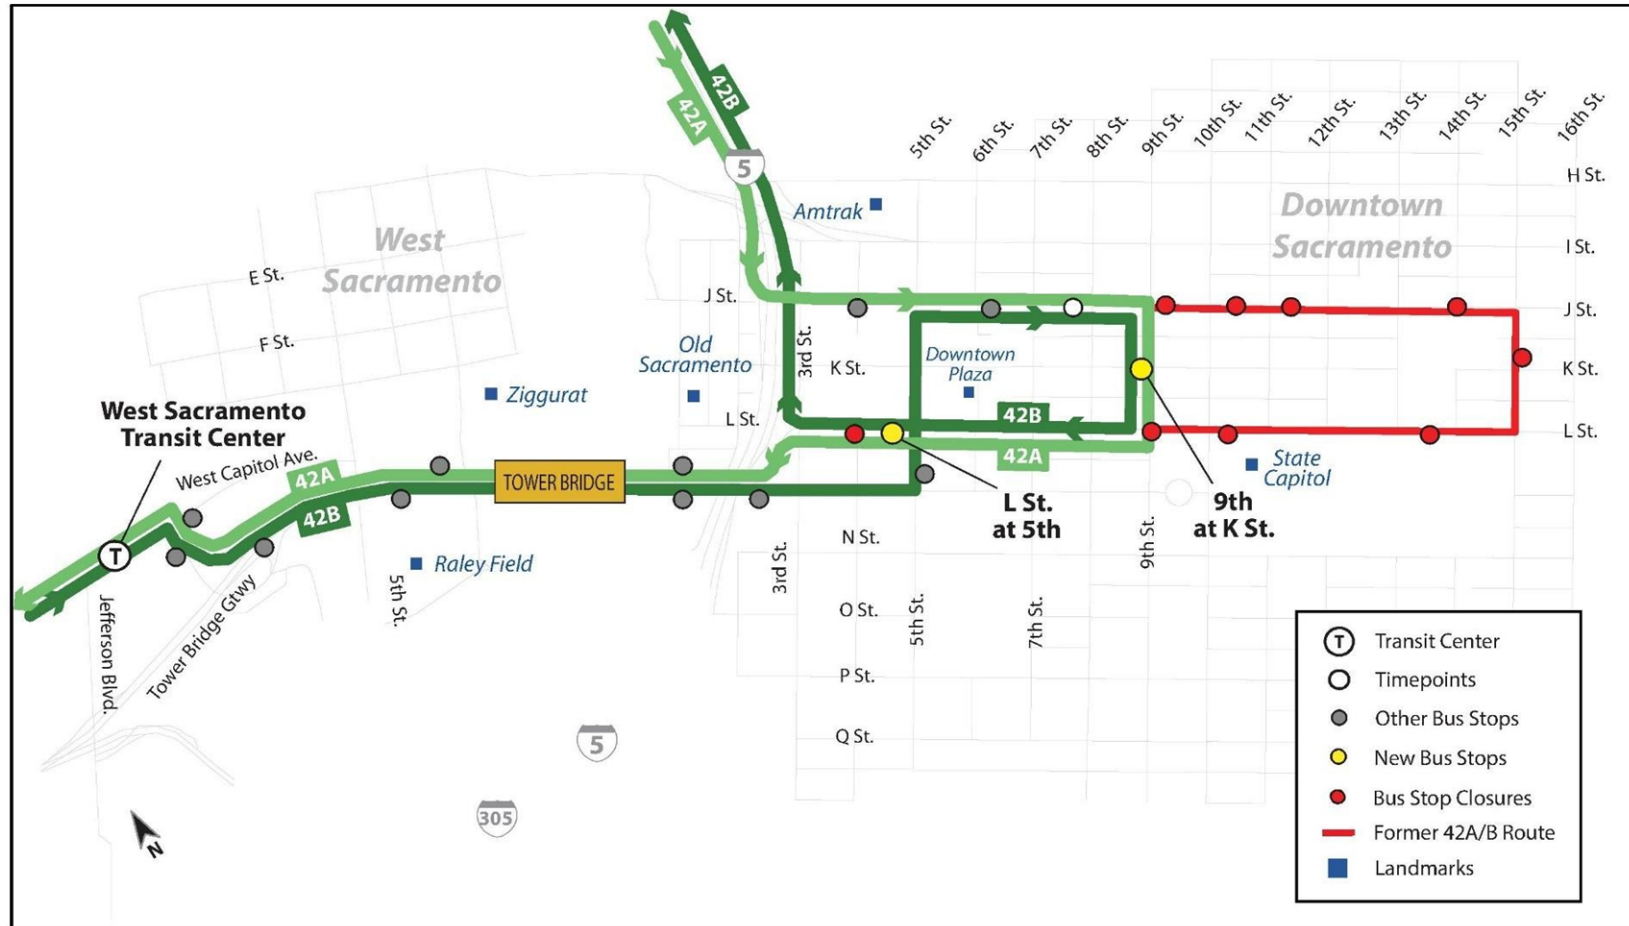 42B
42A
5
5th St.
6th St.
7th St.
8th St.
9th St.
10th St.
11th St.
12th St.
13th St.
14th St.
15th St.
16th St.
H St.
Amtrak
Downtown
Sacramento
West
Sacramento
I St.
E St.
J St.
J St.
F St.
Old
Sacramento
3rd St.
K St.
Downtown
Plaza
K St.
Ziggurat
West Sacramento
Transit Center
L St.
42B
L St.
42A
West Capitol Ave.
42A
42B
TOWER BRIDGE
State
Capitol
L St.
at 5th
9th
at K St.
T
Raley Field
N St.
3rd St.
9th St.
Jefferson Blvd.
Tower Bridge Gtwy
5th St.
O St.
5th St.
7th St.
P St.
Q St.
5
305
N
T
Transit Center
Timepoints
Other Bus Stops
New Bus Stops
Bus Stop Closures
Former 42A/B Route
Landmarks